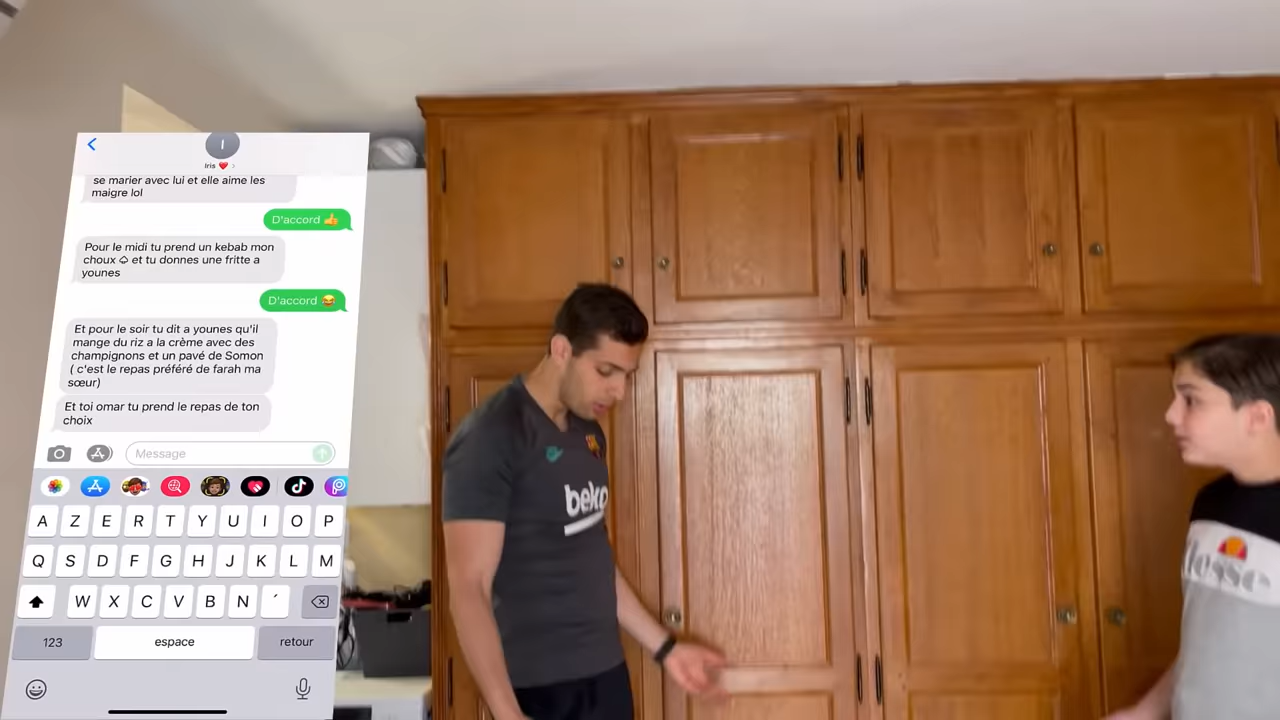 Iris ❤️ >
se marier avec lui et elle aime les
maigre lol
D'accord 👍
Pour le midi tu prend un kebab mon
choux ♤ et tu donnes une fritte a
younes
D'accord 😂
Et pour le soir tu dit a younes qu'il
mange du riz a la crème avec des
champignons et un pavé de Somon
( c'est le repas préféré de farah ma
sœur)
Et toi omar tu prend le repas de ton
choix
Message
A Z E R T Y U I O P
Q S D F G H J K L M
W X C V B N ´
123 espace retour
beko
ellesse